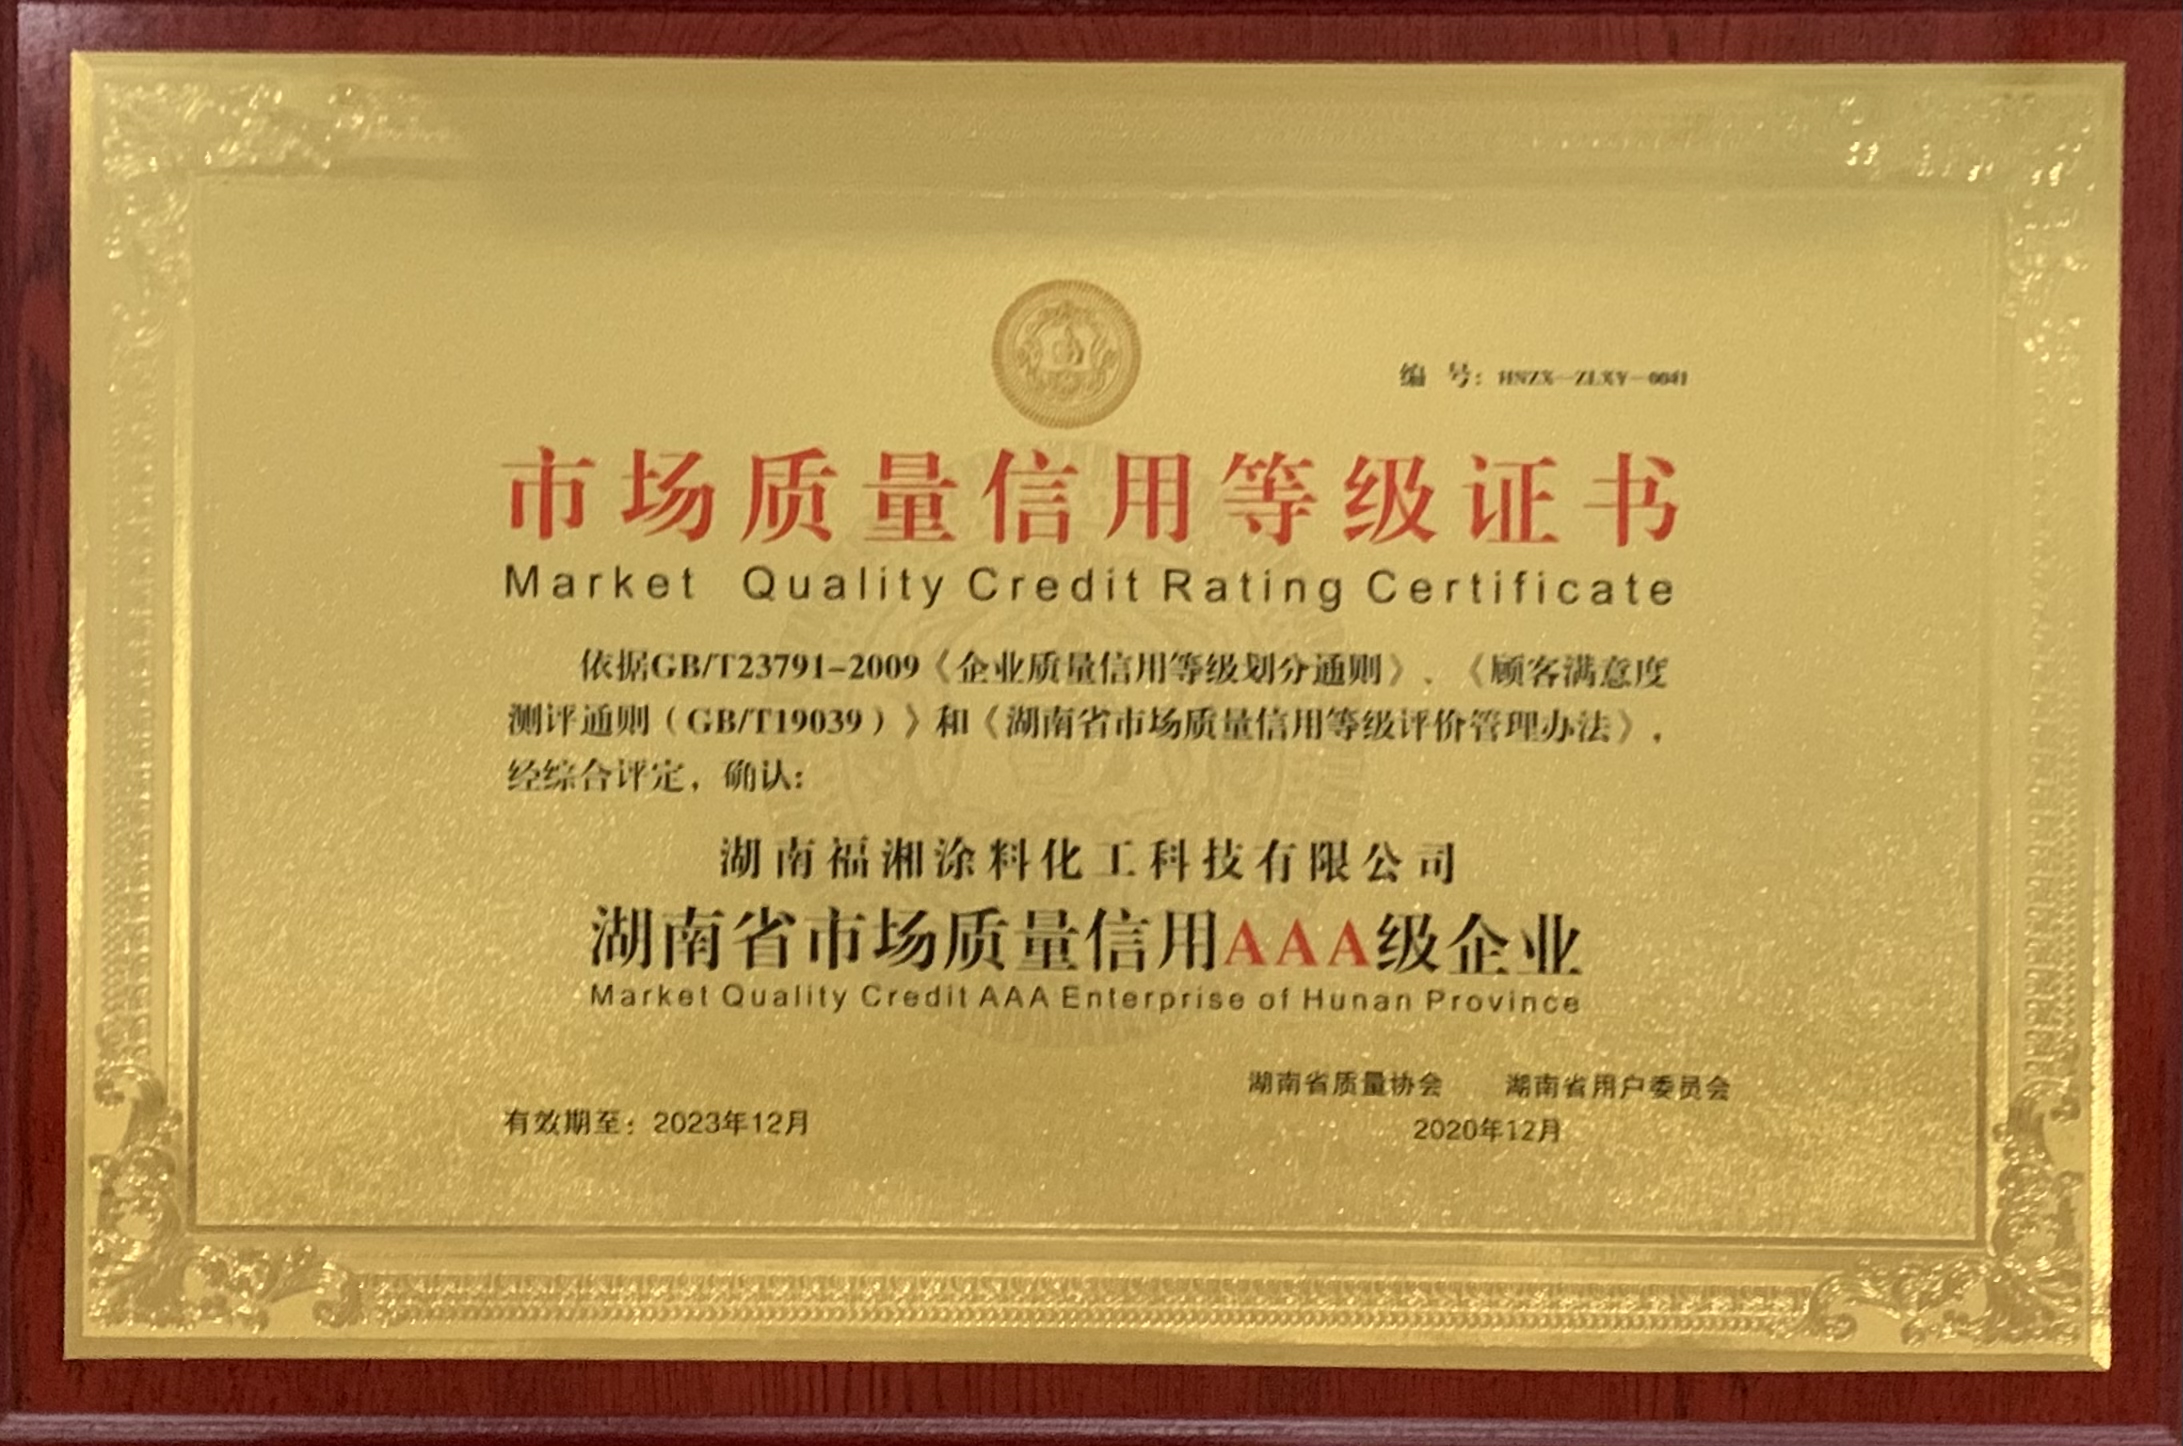 编 号：HNZX-ZLXY-0041
市场质量信用等级证书
Market Quality Credit Rating Certificate
依据GB/T23791-2009《企业质量信用等级划分通则》、《顾客满意度
测评通则（GB/T19039）》和《湖南省市场质量信用等级评价管理办法》，
经综合评定，确认：
湖南福湘涂料化工科技有限公司
湖南省市场质量信用AAA级企业
Market Quality Credit AAA Enterprise of Hunan Province
湖南省质量协会 湖南省用户委员会
有效期至：2023年12月
2020年12月